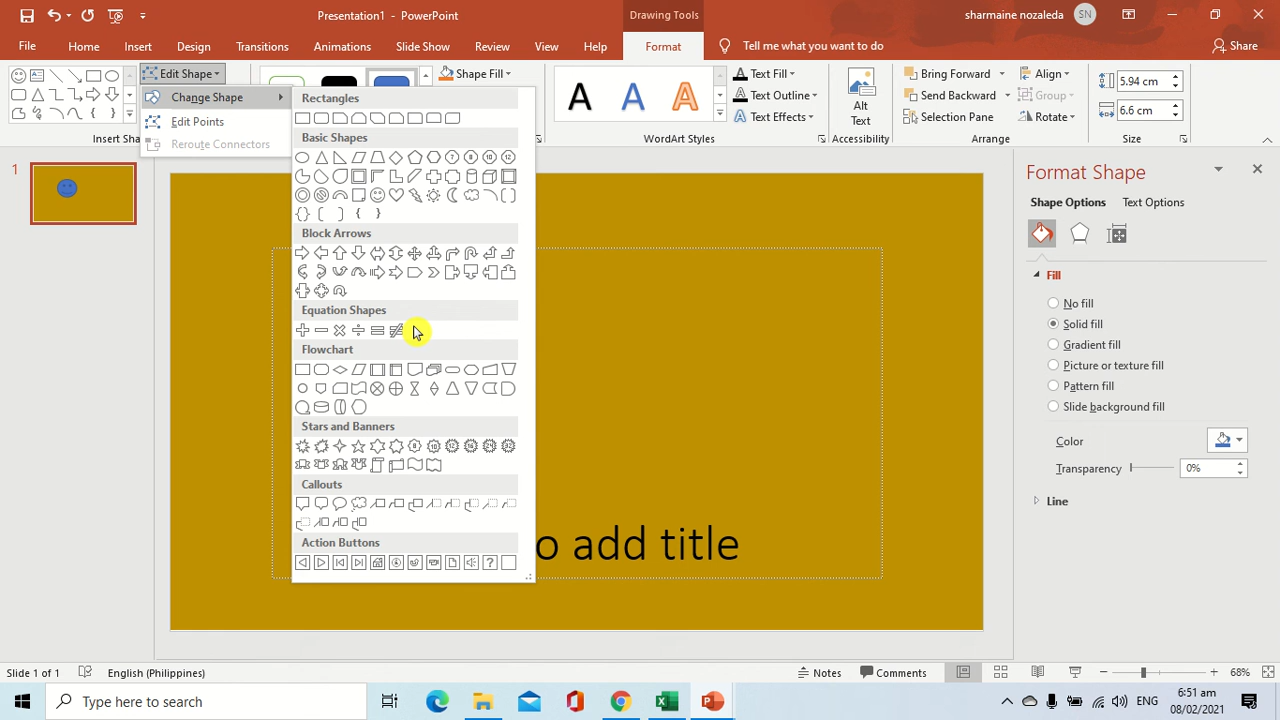 Presentation1 - PowerPoint
Drawing Tools
sharmaine nozaleda
SN
File
Home
Insert
Design
Transitions
Animations
Slide Show
Review
View
Help
Format
Tell me what you want to do
Share
Edit Shape
Shape Fill
Text Fill
Text Outline
Text Effects
Alt
Text
Bring Forward
Send Backward
Selection Pane
Align
Group
Rotate
5.94 cm
6.6 cm
A A A
Insert Sha
WordArt Styles
Accessibility
Arrange
Size
Change Shape
Edit Points
Reroute Connectors
Rectangles
Basic Shapes
Block Arrows
Equation Shapes
Flowchart
Stars and Banners
Callouts
Action Buttons
1
o add title
Format Shape
Shape Options
Text Options
Fill
No fill
Solid fill
Gradient fill
Picture or texture fill
Pattern fill
Slide background fill
Color
Transparency
0%
Line
Slide 1 of 1
English (Philippines)
Notes
Comments
68%
Type here to search
ENG
6:51 am
08/02/2021